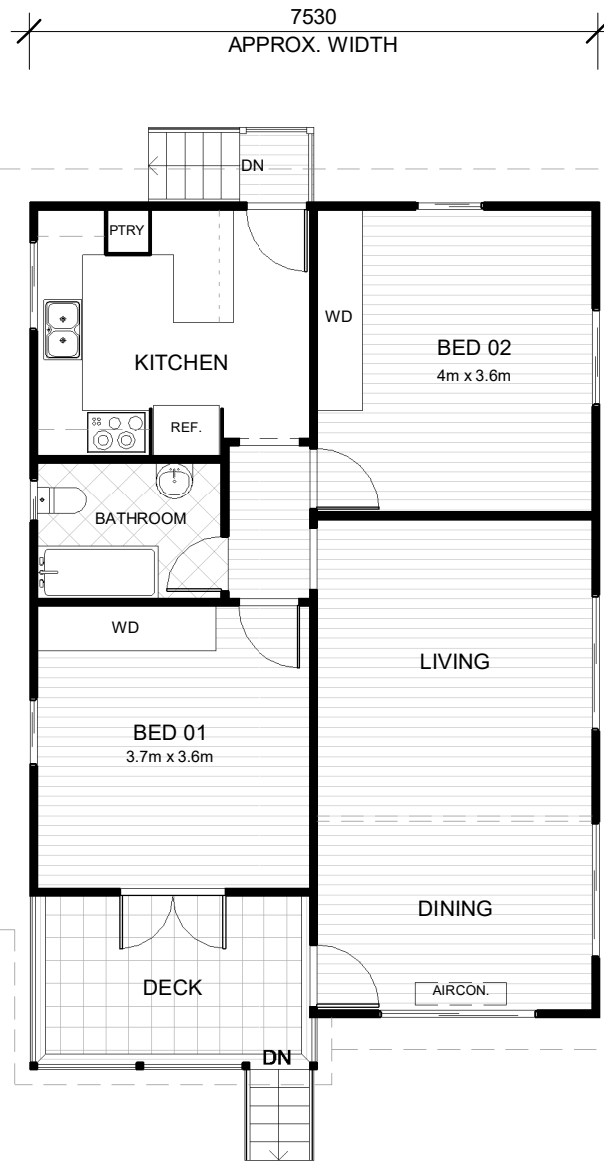 7530
APPROX. WIDTH
DN
PTRY
WD
KITCHEN
BED 02
4m x 3.6m
REF.
BATHROOM
WD
LIVING
BED 01
3.7m x 3.6m
DINING
DECK
AIRCON.
DN